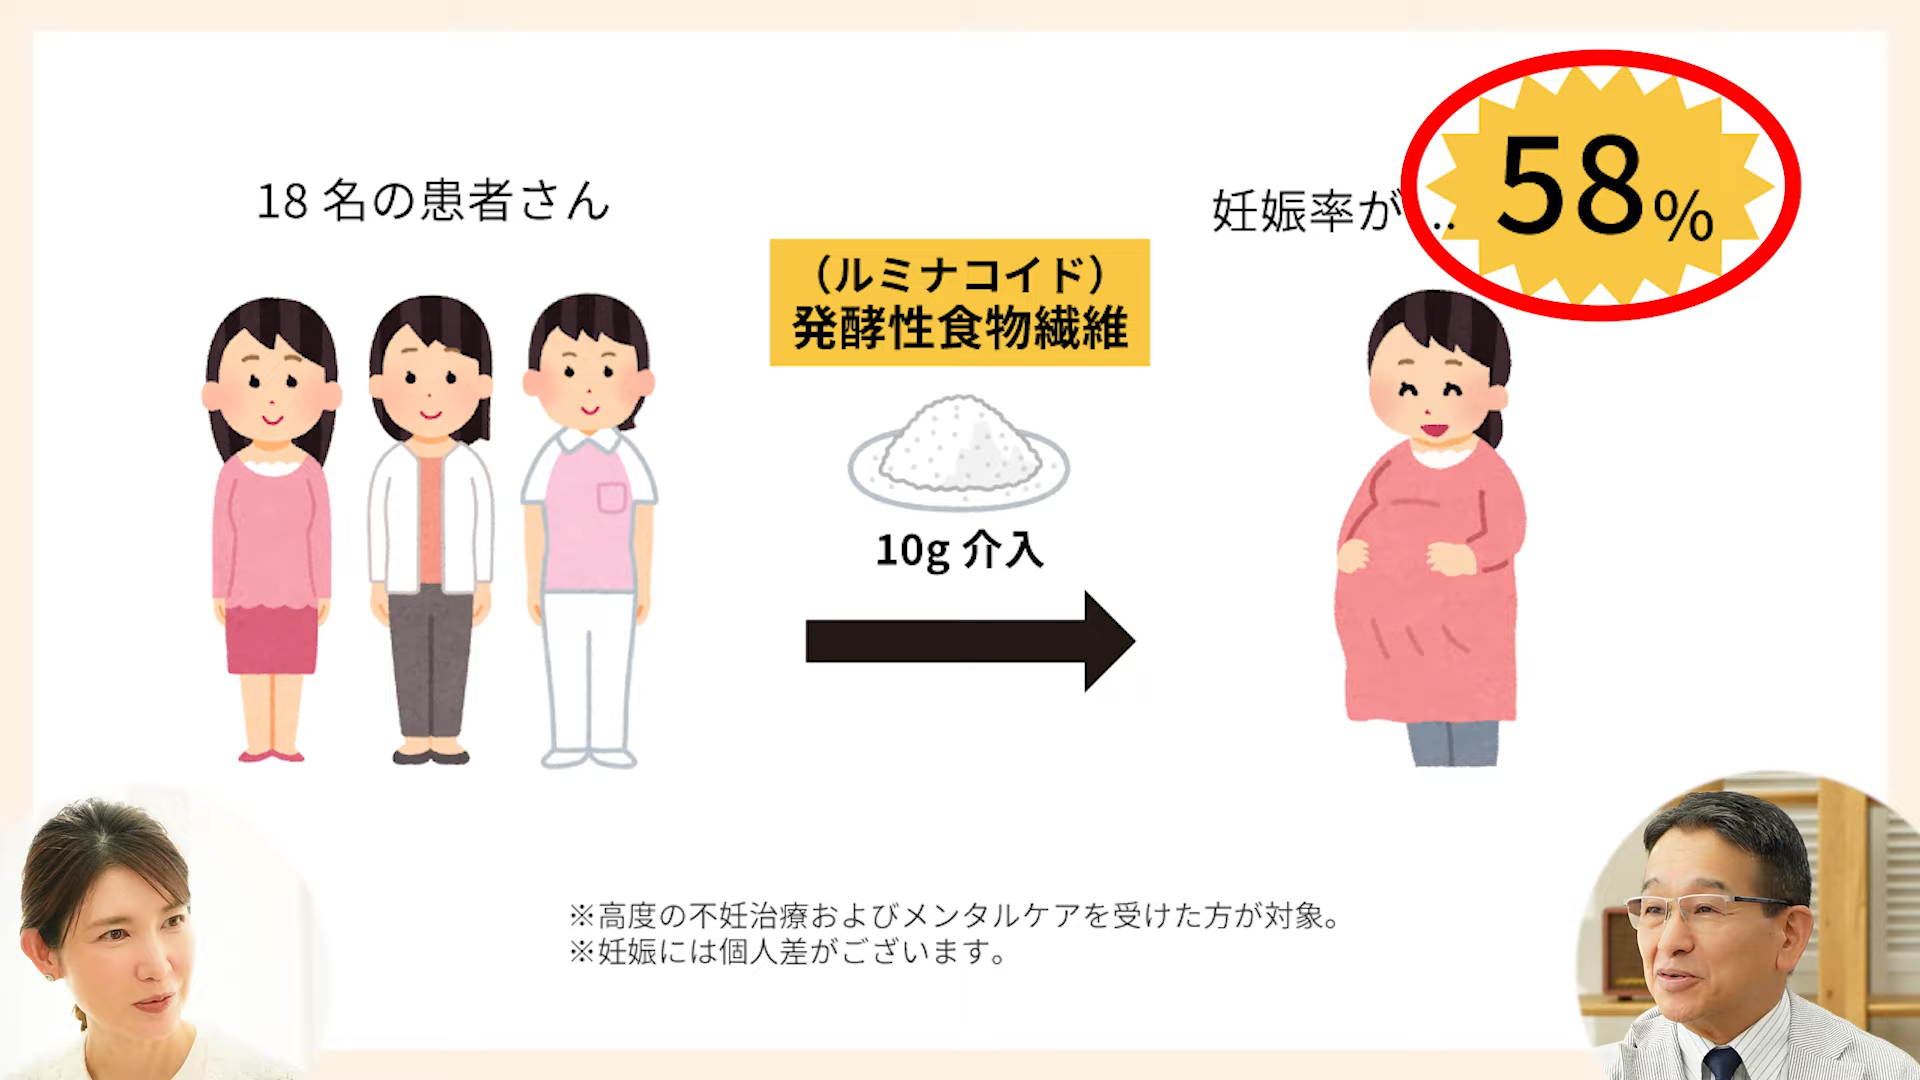 18 名の患者さん
妊娠率が...
58%
（ルミナコイド）
発酵性食物繊維
10g 介入
※高度の不妊治療およびメンタルケアを受けた方が対象。
※妊娠には個人差がございます。